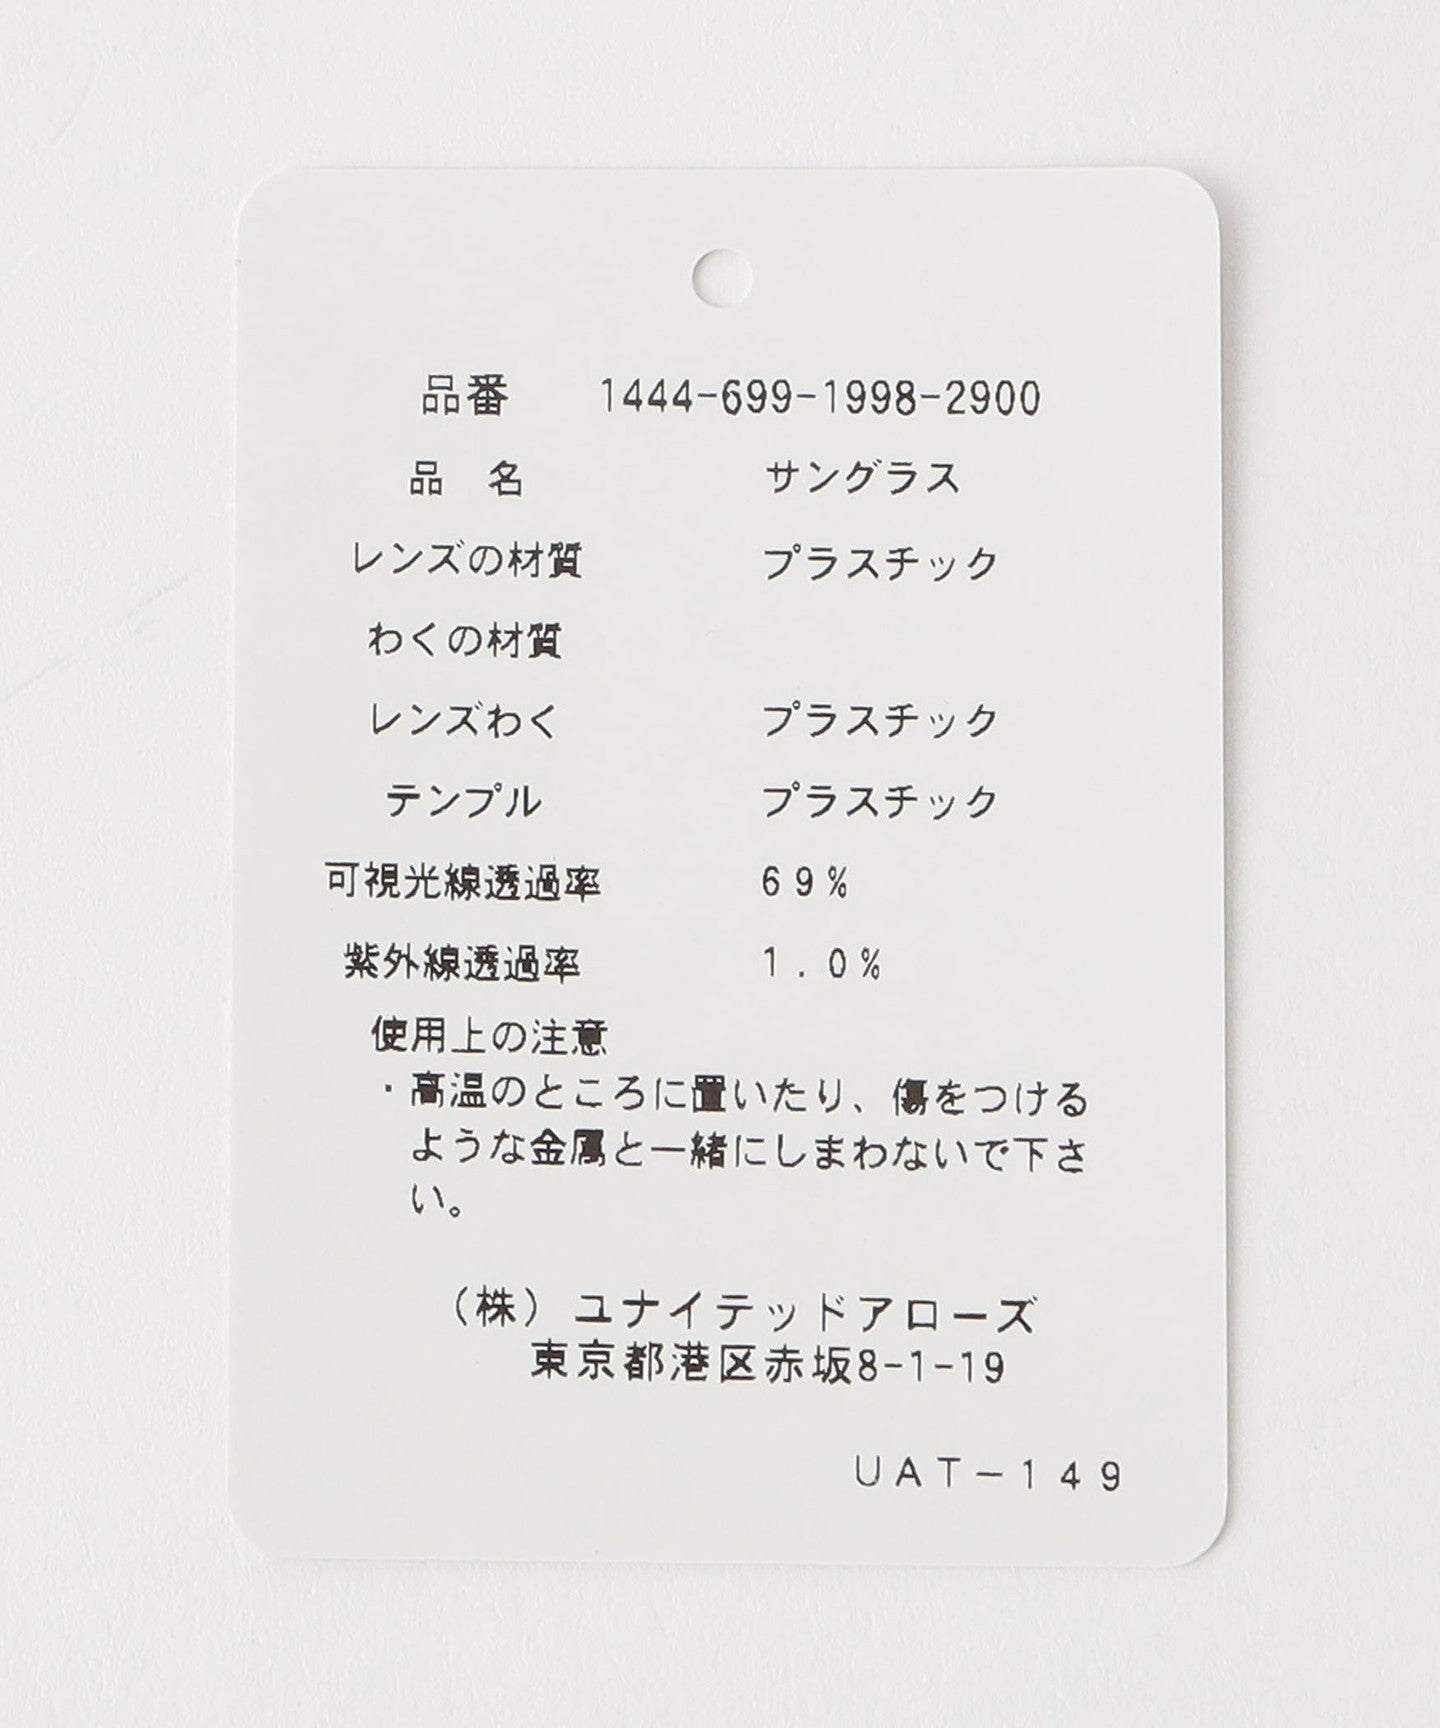 品番 1444-699-1998-2900
品 名 サングラス
レンズの材質 プラスチック
わくの材質
レンズわく プラスチック
テンプル プラスチック
可視光線透過率 69%
紫外線透過率 1.0%
使用上の注意
・高温のところに置いたり、傷をつける
ような金属と一緒にしまわないで下さ
い。
(株)ユナイテッドアローズ
東京都港区赤坂8-1-19
UAT-149